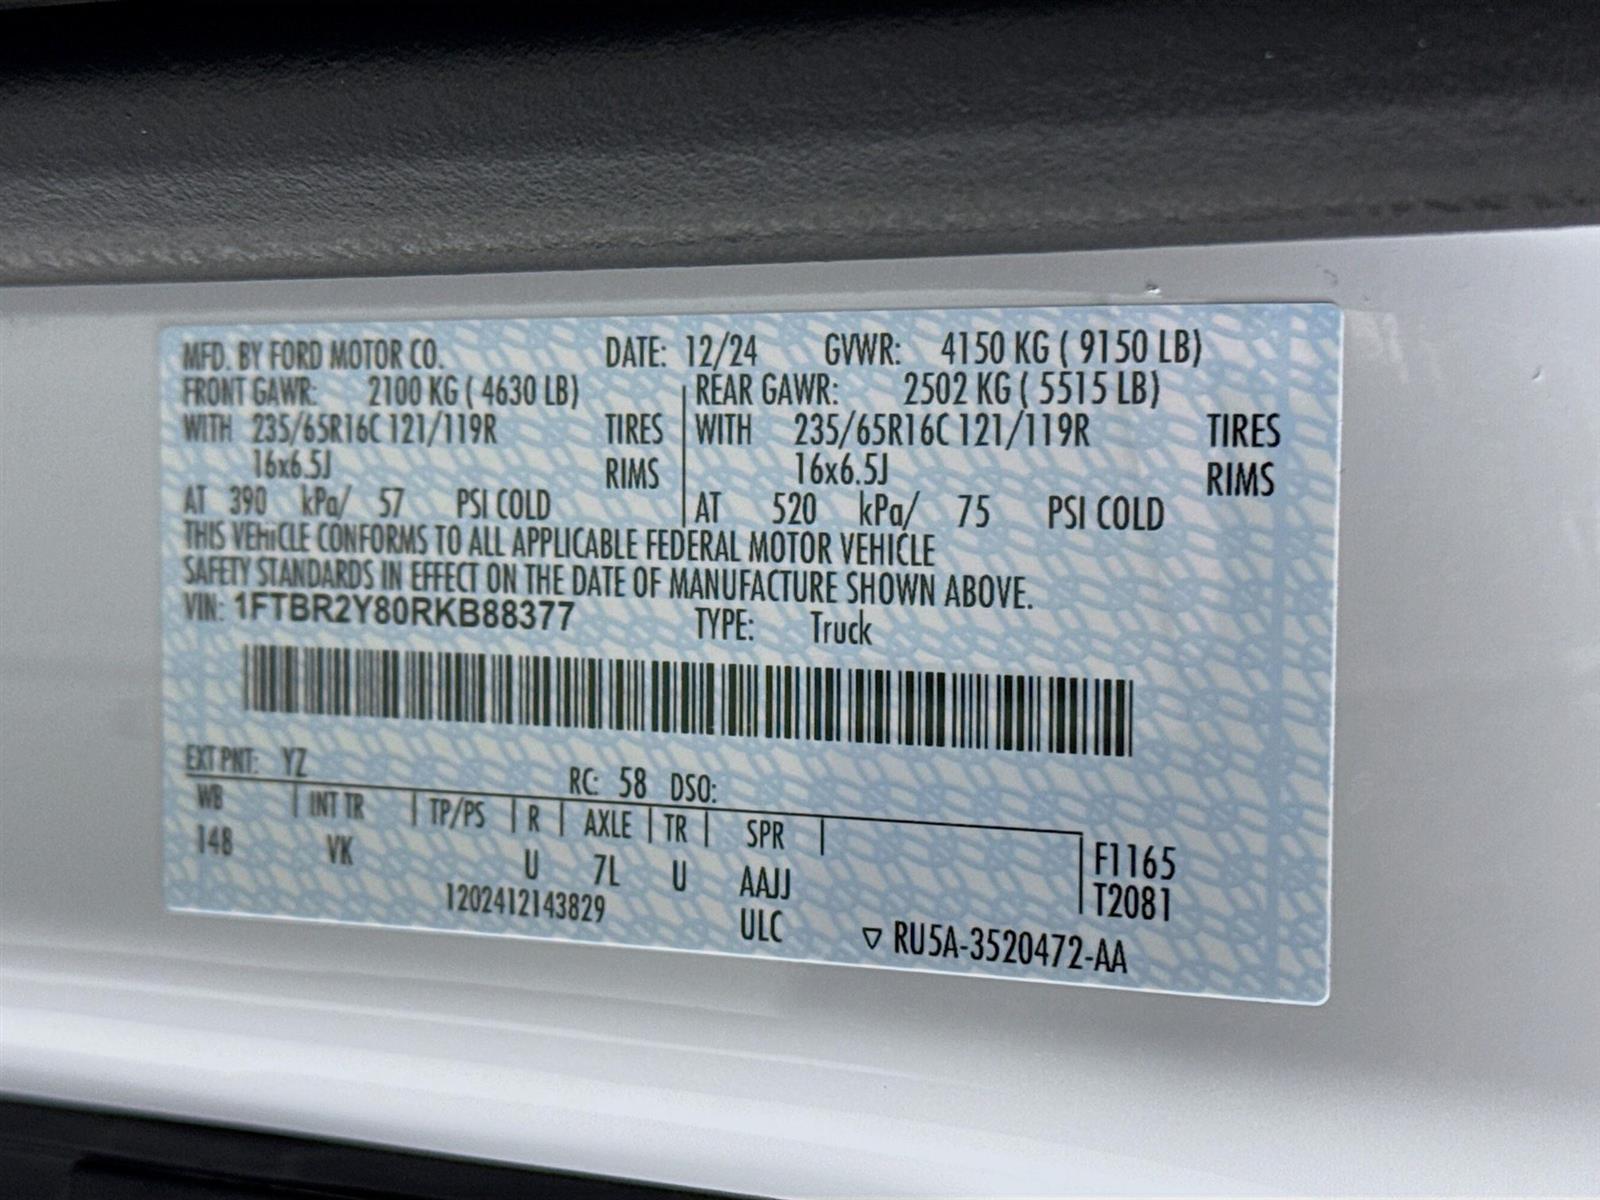 MFD. BY FORD MOTOR CO. DATE: 12/24 GVWR: 4150 KG ( 9150 LB)
FRONT GAWR: 2100 KG ( 4630 LB) REAR GAWR: 2502 KG ( 5515 LB)
WITH 235/65R16C 121/119R TIRES WITH 235/65R16C 121/119R TIRES
16x6.5J RIMS 16x6.5J RIMS
AT 390 kPa/ 57 PSI COLD AT 520 kPa/ 75 PSI COLD
THIS VEHiCLE CONFORMS TO ALL APPLICABLE FEDERAL MOTOR VEHICLE
SAFETY STANDARDS IN EFFECT ON THE DATE OF MANUFACTURE SHOWN ABOVE.
VIN: 1FTBR2Y80RKB88377 TYPE: Truck
EXT PNT: YZ RC: 58 DSO:
WB INT TR TP/PS R AXLE TR SPR
148 VK U 7L U AAJJ F1165
1202412143829 ULC T2081
▽ RU5A-3520472-AA